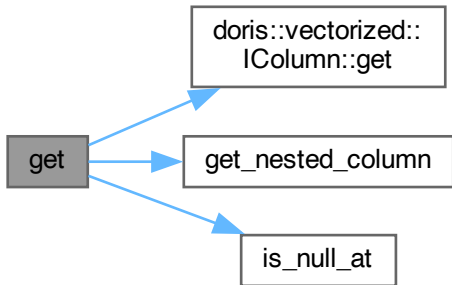 doris::vectorized::
IColumn::get
get
get_nested_column
is_null_at